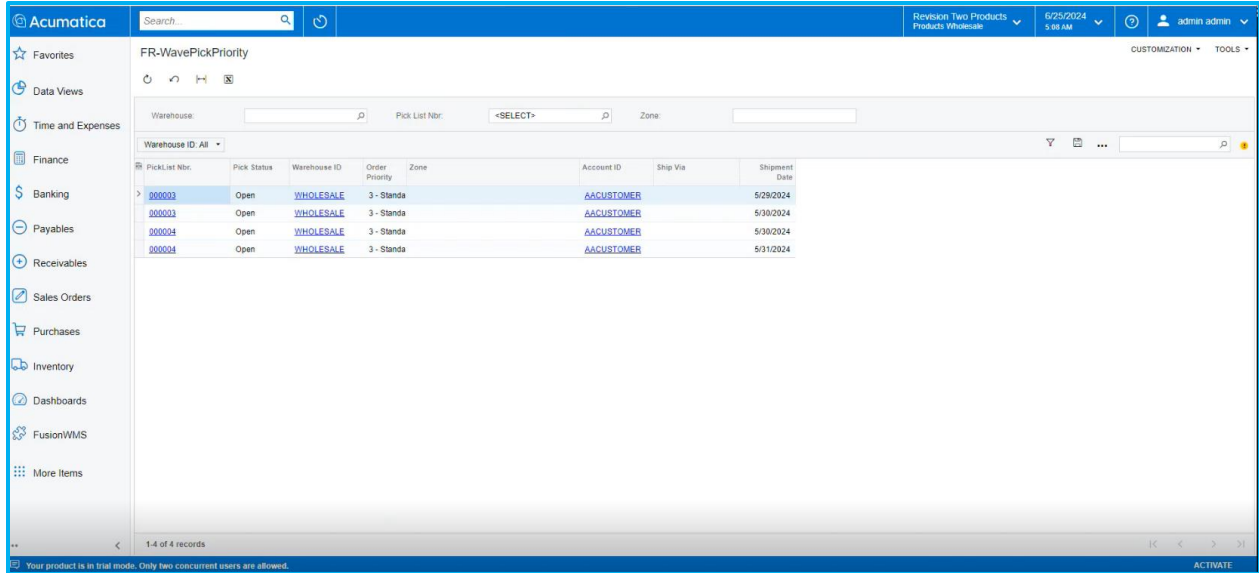 Acumatica
Search...
Revision Two Products
Products Wholesale
6/25/2024
5:08 AM
admin admin
Favorites
Data Views
Time and Expenses
Finance
Banking
Payables
Receivables
Sales Orders
Purchases
Inventory
Dashboards
FusionWMS
More Items
FR-WavePickPriority
CUSTOMIZATION TOOLS
Warehouse: Pick List Nbr: <SELECT> Zone:
Warehouse ID: All
PickList Nbr. Pick Status Warehouse ID Order Priority Zone Account ID Ship Via Shipment Date
000003 Open WHOLESALE 3 - Standa AACUSTOMER 5/29/2024
000003 Open WHOLESALE 3 - Standa AACUSTOMER 5/30/2024
000004 Open WHOLESALE 3 - Standa AACUSTOMER 5/30/2024
000004 Open WHOLESALE 3 - Standa AACUSTOMER 5/31/2024
1-4 of 4 records
Your product is in trial mode. Only two concurrent users are allowed. ACTIVATE